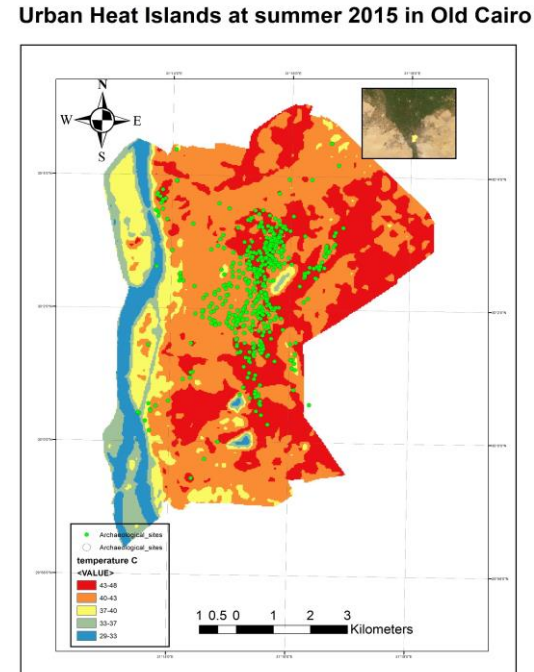 Urban Heat Islands at summer 2015 in Old Cairo
N
W E
S
Archaeological_sites
Archaeological_sites
temperature C
<VALUE>
43-48
40-43
37-40
33-37
29-33
1 0.5 0 1 2 3
Kilometers